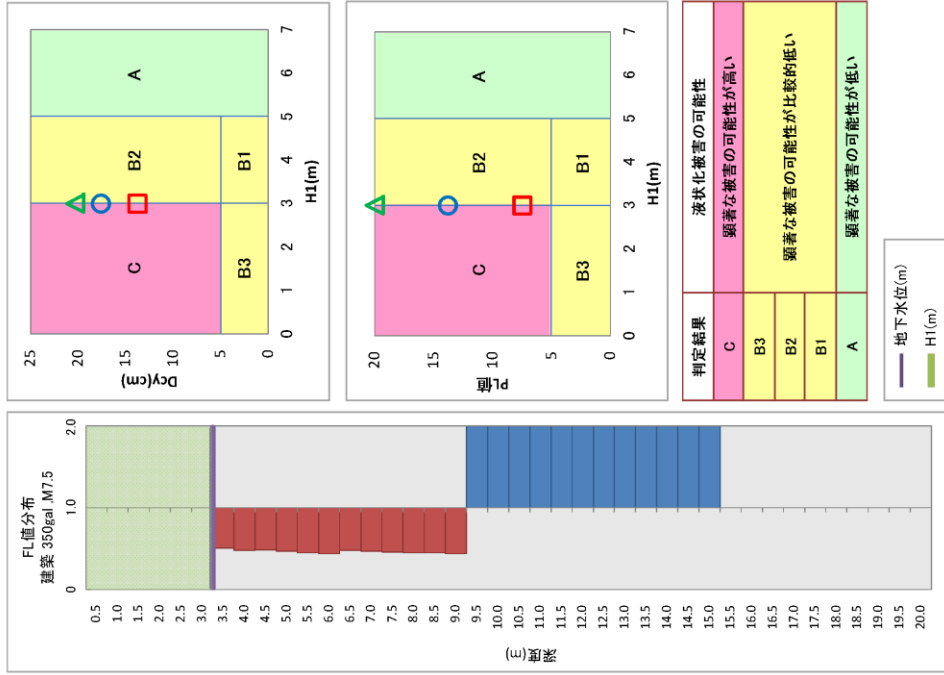 FL値分布
建築 350gal ,M7.5
0
1.0
2.0
0.5
1.0
1.5
2.0
2.5
3.0
3.5
4.0
4.5
5.0
5.5
6.0
6.5
7.0
7.5
8.0
8.5
9.0
9.5
10.0
10.5
11.0
11.5
12.0
12.5
13.0
13.5
14.0
14.5
15.0
15.5
16.0
16.5
17.0
17.5
18.0
18.5
19.0
19.5
20.0
深度(m)
25
20
15
10
5
0
Dcy(cm)
C
B3
B2
B1
A
0 1 2 3 4 5 6 7
H1(m)
20
15
10
5
0
PL値
C
B3
B2
B1
A
0 1 2 3 4 5 6 7
H1(m)
判定結果 液状化被害の可能性
C 顕著な被害の可能性が高い
B3
B2 顕著な被害の可能性が比較的低い
B1
A 顕著な被害の可能性が低い
地下水位(m)
H1(m)